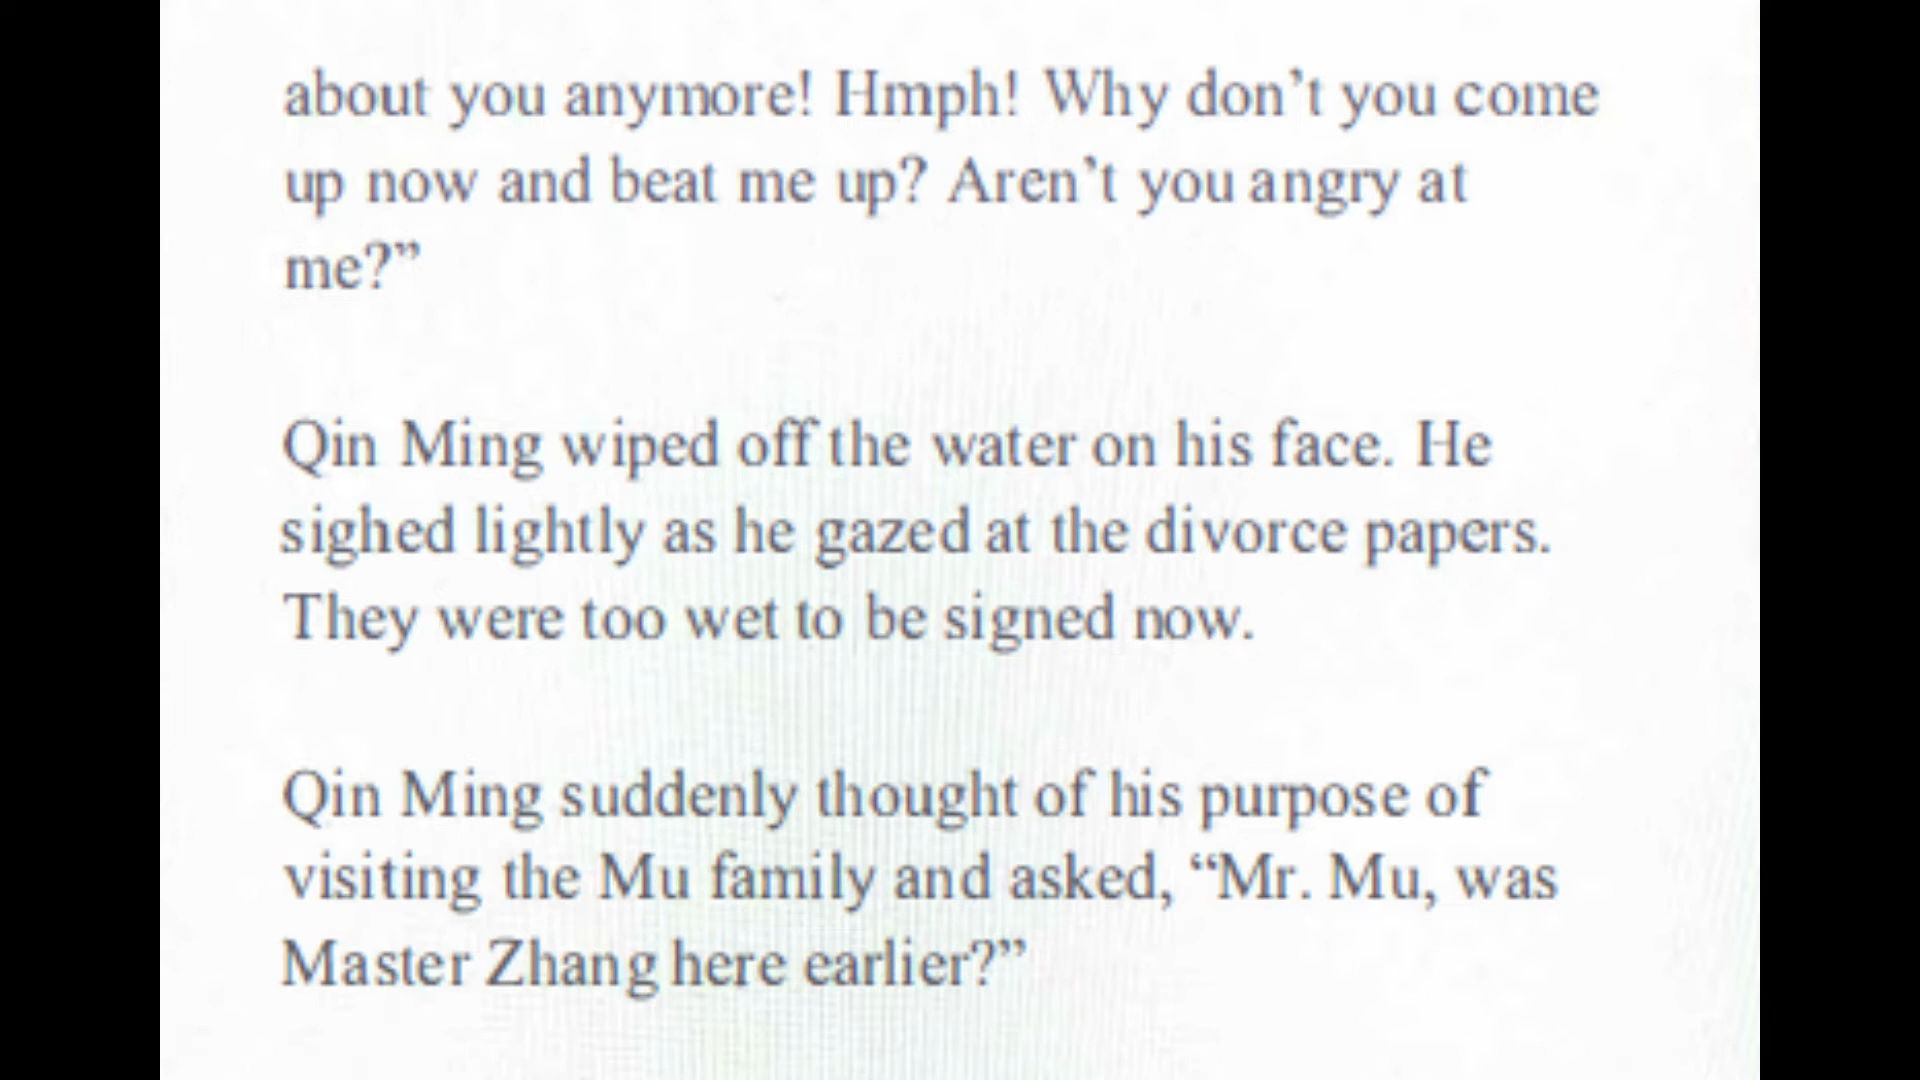 about you anymore! Hmph! Why don’t you come
up now and beat me up? Aren’t you angry at
me?”
Qin Ming wiped off the water on his face. He
sighed lightly as he gazed at the divorce papers.
They were too wet to be signed now.
Qin Ming suddenly thought of his purpose of
visiting the Mu family and asked, “Mr. Mu, was
Master Zhang here earlier?”